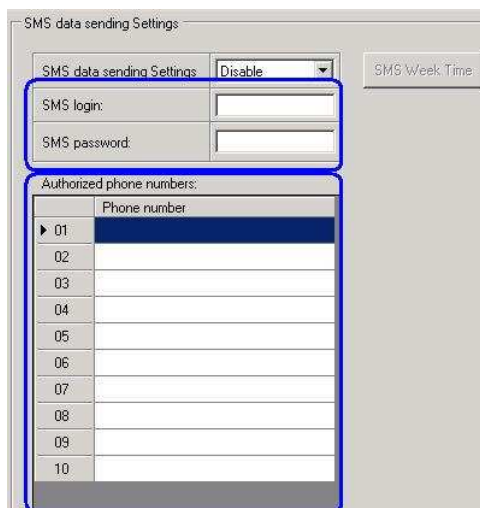 SMS data sending Settings
SMS data sending Settings Disable SMS Week Time
SMS login:
SMS password:
Authorized phone numbers:
Phone number
01
02
03
04
05
06
07
08
09
10